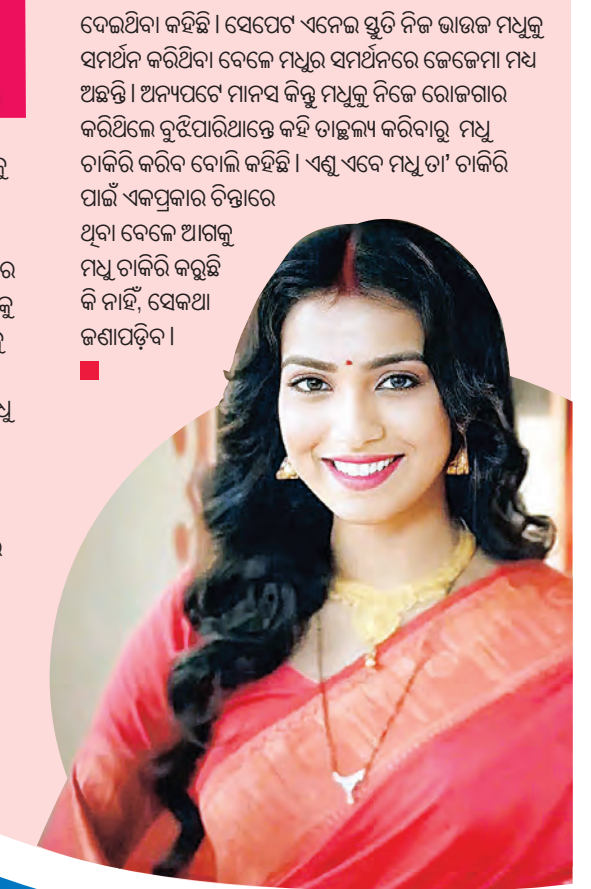 ଦେଇଥିବା କହିଛି । ସେପେଟ ଏନେଇ ସ୍ତୁତି ନିଜ ଭାଉଜ ମଧୁକୁ
ସମର୍ଥନ କରିଥିବା ବେଳେ ମଧୁର ସମର୍ଥନରେ ଜେଜେମା ମଧ୍ୟ
ଅଛନ୍ତି । ଅନ୍ୟପଟେ ମାନସ କିନ୍ତୁ ମଧୁକୁ ନିଜେ ରୋଜଗାର
କରିଥିଲେ ବୁଝିପାରିଥାନ୍ତେ କହି ତାଚ୍ଛଲ୍ୟ କରିବାରୁ ମଧୁ
ଚାକିରି କରିବ ବୋଲି କହିଛି । ଏଣୁ ଏବେ ମଧୁ ତା’ ଚାକିରି
ପାଇଁ ଏକପ୍ରକାର ଚିନ୍ତାରେ
ଥିବା ବେଳେ ଆଗକୁ
ମଧୁ ଚାକିରି କରୁଛି
କି ନାହିଁ, ସେକଥା
ଜଣାପଡ଼ିବ ।